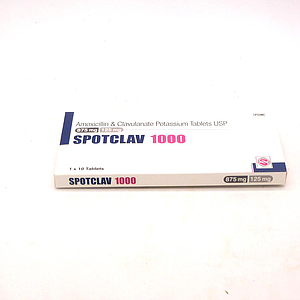 Amoxicillin & Clavulanate Potassium Tablets USP
875 mg 125 mg
SPOTCLAV 1000
1 x 10 Tablets
SPOTCLAV 1000
875 mg 125 mg